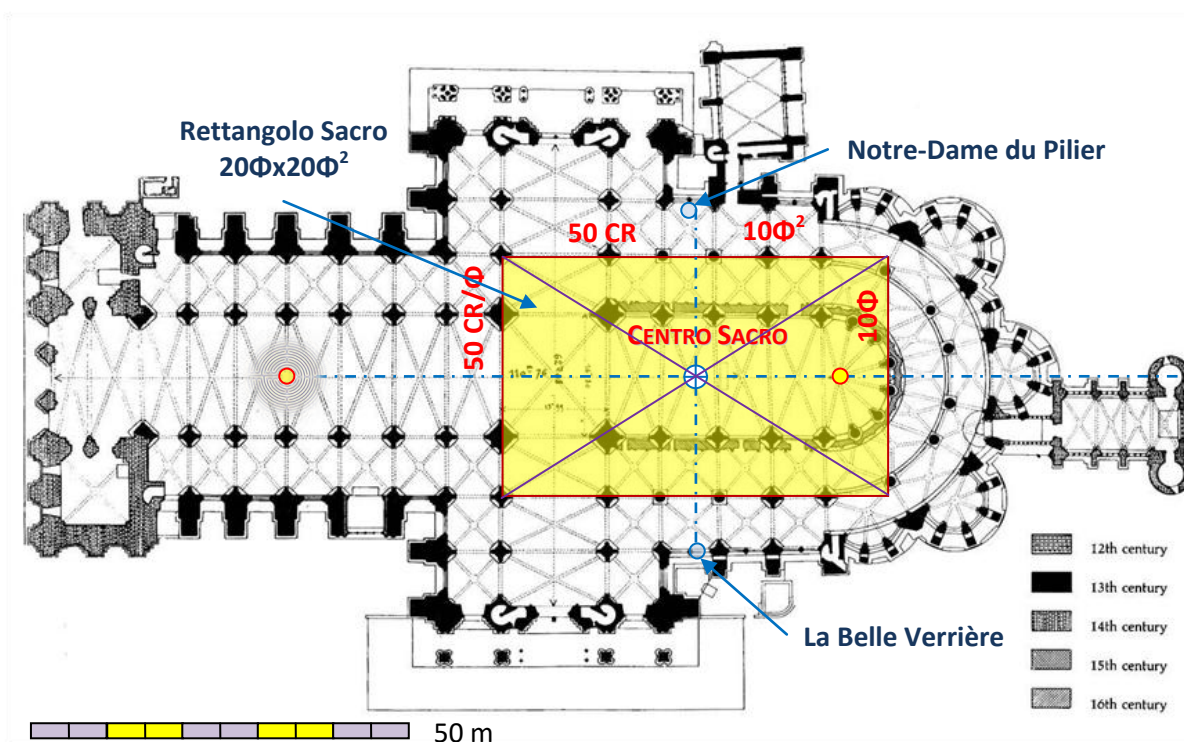 Rettangolo Sacro
20Φx20Φ²
Notre-Dame du Pilier
50 CR
10Φ²
50 CR/Φ
10Φ
CENTRO SACRO
La Belle Verrière
12th century
13th century
14th century
15th century
16th century
50 m